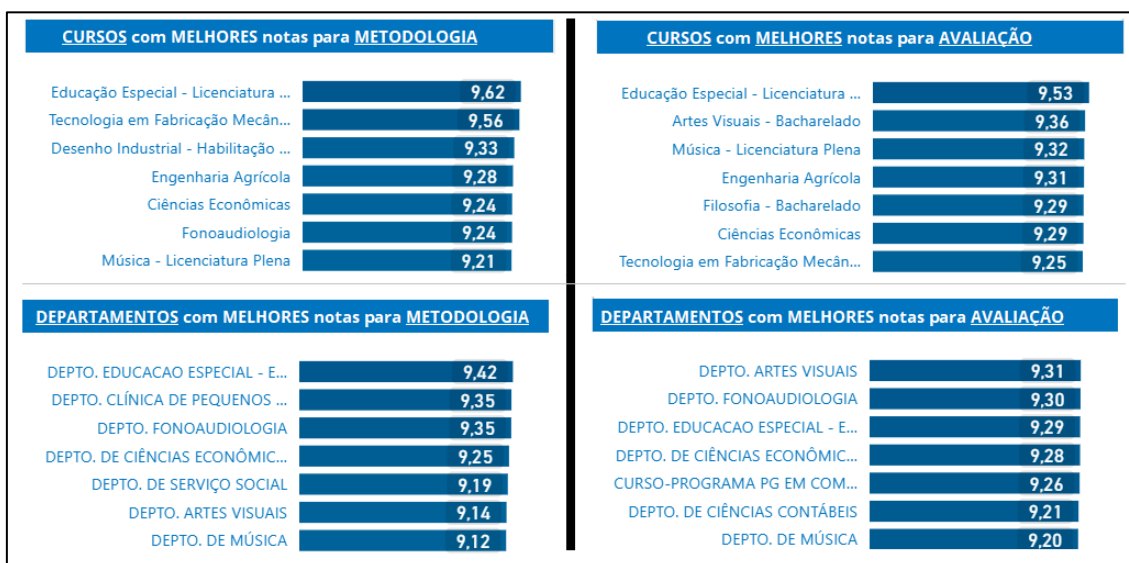 CURSOS com MELHORES notas para METODOLOGIA
Educação Especial - Licenciatura ... 9,62
Tecnologia em Fabricação Mecân... 9,56
Desenho Industrial - Habilitação ... 9,33
Engenharia Agrícola 9,28
Ciências Econômicas 9,24
Fonoaudiologia 9,24
Música - Licenciatura Plena 9,21
CURSOS com MELHORES notas para AVALIAÇÃO
Educação Especial - Licenciatura ... 9,53
Artes Visuais - Bacharelado 9,36
Música - Licenciatura Plena 9,32
Engenharia Agrícola 9,31
Filosofia - Bacharelado 9,29
Ciências Econômicas 9,29
Tecnologia em Fabricação Mecân... 9,25
DEPARTAMENTOS com MELHORES notas para METODOLOGIA
DEPTO. EDUCACAO ESPECIAL - E... 9,42
DEPTO. CLÍNICA DE PEQUENOS ... 9,35
DEPTO. FONOAUDIOLOGIA 9,35
DEPTO. DE CIÊNCIAS ECONÔMIC... 9,25
DEPTO. DE SERVIÇO SOCIAL 9,19
DEPTO. ARTES VISUAIS 9,14
DEPTO. DE MÚSICA 9,12
DEPARTAMENTOS com MELHORES notas para AVALIAÇÃO
DEPTO. ARTES VISUAIS 9,31
DEPTO. FONOAUDIOLOGIA 9,30
DEPTO. EDUCACAO ESPECIAL - E... 9,29
DEPTO. DE CIÊNCIAS ECONÔMIC... 9,28
CURSO-PROGRAMA PG EM COM... 9,26
DEPTO. DE CIÊNCIAS CONTÁBEIS 9,21
DEPTO. DE MÚSICA 9,20